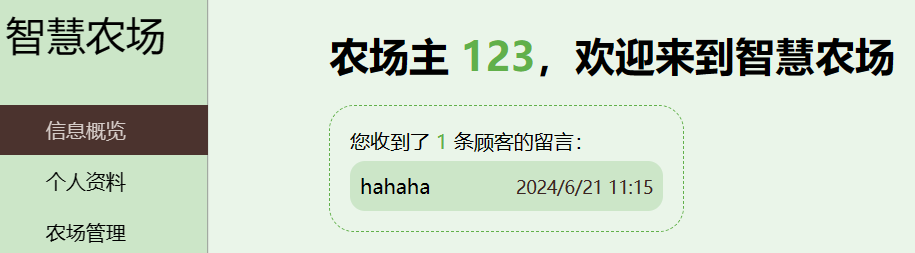 智慧农场
信息概览
个人资料
农场管理
农场主 123，欢迎来到智慧农场
您收到了 1 条顾客的留言：
hahaha 2024/6/21 11:15